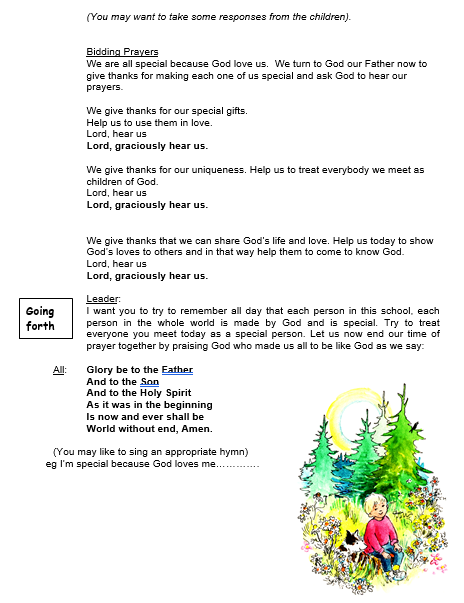 (You may want to take some responses from the children).
Bidding Prayers
We are all special because God love us.  We turn to God our Father now to
give thanks for making each one of us special and ask God to hear our
prayers.
We give thanks for our special gifts.
Help us to use them in love.
Lord, hear us
Lord, graciously hear us.
We give thanks for our uniqueness. Help us to treat everybody we meet as
children of God.
Lord, hear us
Lord, graciously hear us.
We give thanks that we can share God's life and love. Help us today to show
God's loves to others and in that way help them to come to know God.
Lord, hear us
Lord, graciously hear us.
Going
forth
Leader:
I want you to try to remember all day that each person in this school, each
person in the whole world is made by God and is special. Try to treat
everyone you meet today as a special person. Let us now end our time of
prayer together by praising God who made us all to be like God as we say:
All: Glory be to the Father
And to the Son
And to the Holy Spirit
As it was in the beginning
Is now and ever shall be
World without end, Amen.
(You may like to sing an appropriate hymn)
eg I'm special because God loves me………….